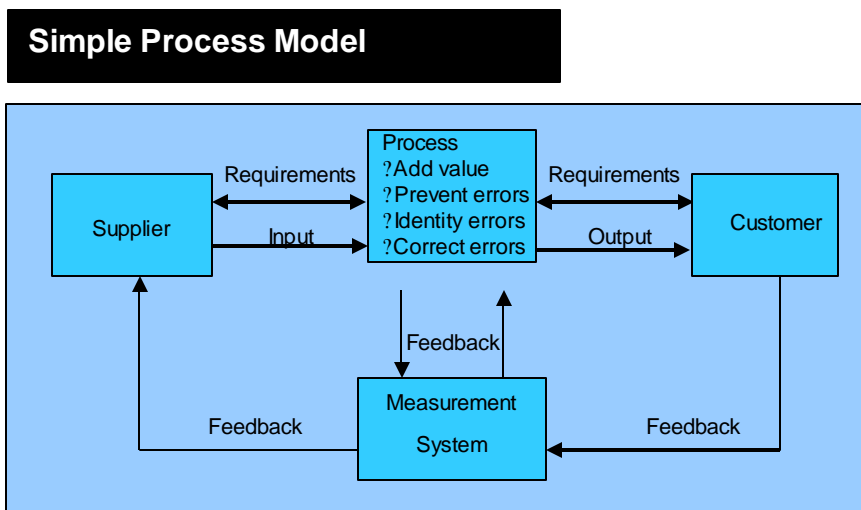 Simple Process Model
Process
?Add value
?Prevent errors
?Identity errors
?Correct errors
Requirements
Requirements
Supplier
Customer
Input
Output
Feedback
Measurement
System
Feedback
Feedback